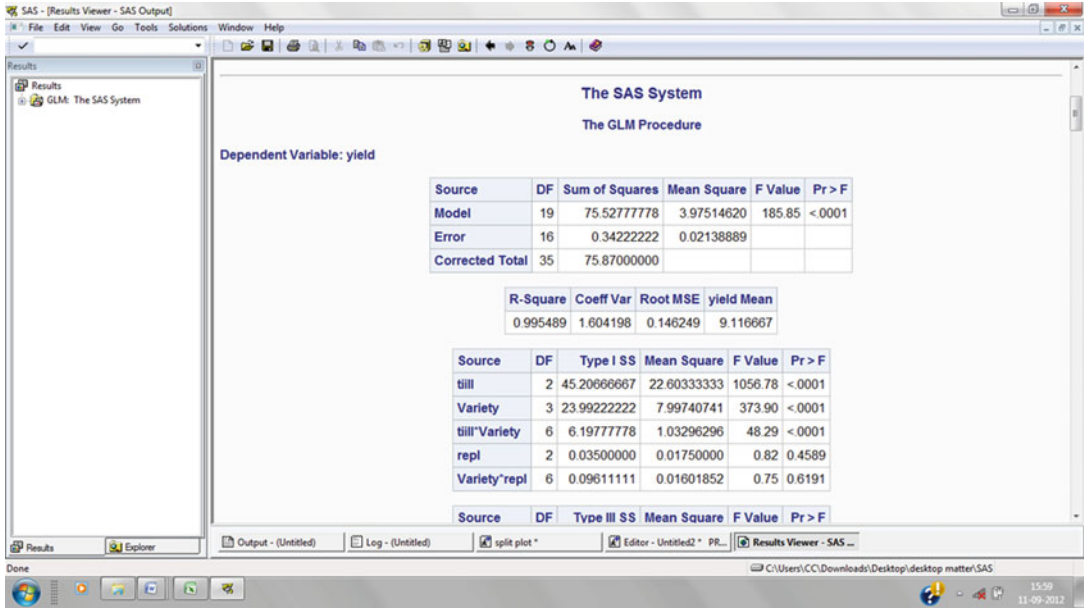 SAS - [Results Viewer - SAS Output]
File Edit View Go Tools Solutions Window Help
Results
Results
GLM: The SAS System
The SAS System
The GLM Procedure
Dependent Variable: yield
Source DF Sum of Squares Mean Square F Value Pr > F
Model 19 75.52777778 3.97514620 185.85 <.0001
Error 16 0.34222222 0.02138889
Corrected Total 35 75.87000000
R-Square Coeff Var Root MSE yield Mean
0.995489 1.604198 0.146249 9.116667
Source DF Type I SS Mean Square F Value Pr > F
tiill 2 45.20666667 22.60333333 1056.78 <.0001
Variety 3 23.99222222 7.99740741 373.90 <.0001
tiill*Variety 6 6.19777778 1.03296296 48.29 <.0001
repl 2 0.03500000 0.01750000 0.82 0.4589
Variety*repl 6 0.09611111 0.01601852 0.75 0.6191
Source DF Type III SS Mean Square F Value Pr > F
Results Explorer
Output - (Untitled) Log - (Untitled) split plot * Editor - Untitled2 * PR... Results Viewer - SAS ...
Done C:\Users\CC\Downloads\Desktop\desktop matter\SAS
15:59
11-09-2012